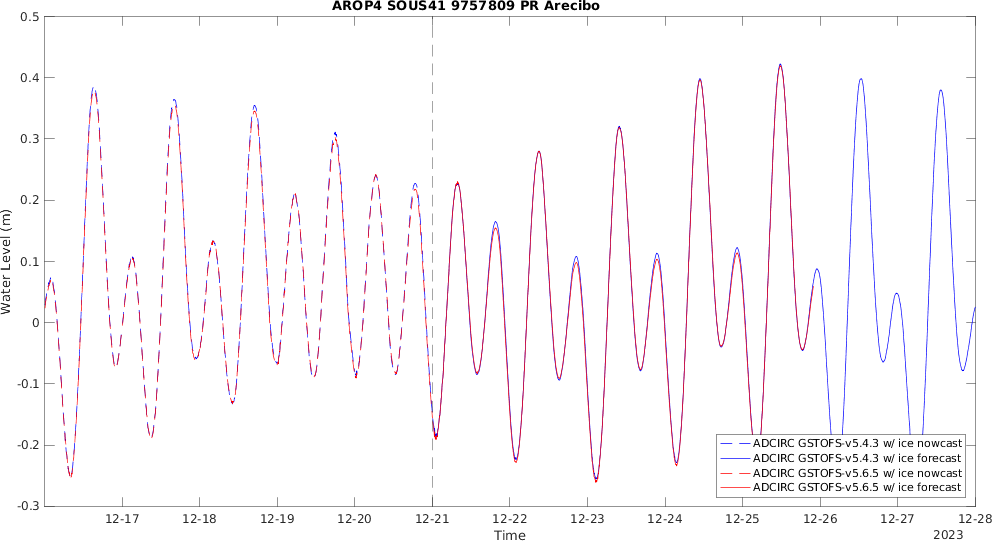 AROP4 SOUS41 9757809 PR Arecibo
0.5
0.4
0.3
0.2
0.1
0
-0.1
-0.2
-0.3
Water Level (m)
ADCIRC GSTOFS-v5.4.3 w/ ice nowcast
ADCIRC GSTOFS-v5.4.3 w/ ice forecast
ADCIRC GSTOFS-v5.6.5 w/ ice nowcast
ADCIRC GSTOFS-v5.6.5 w/ ice forecast
12-17 12-18 12-19 12-20 12-21 12-22 12-23 12-24 12-25 12-26 12-27 12-28
Time
2023